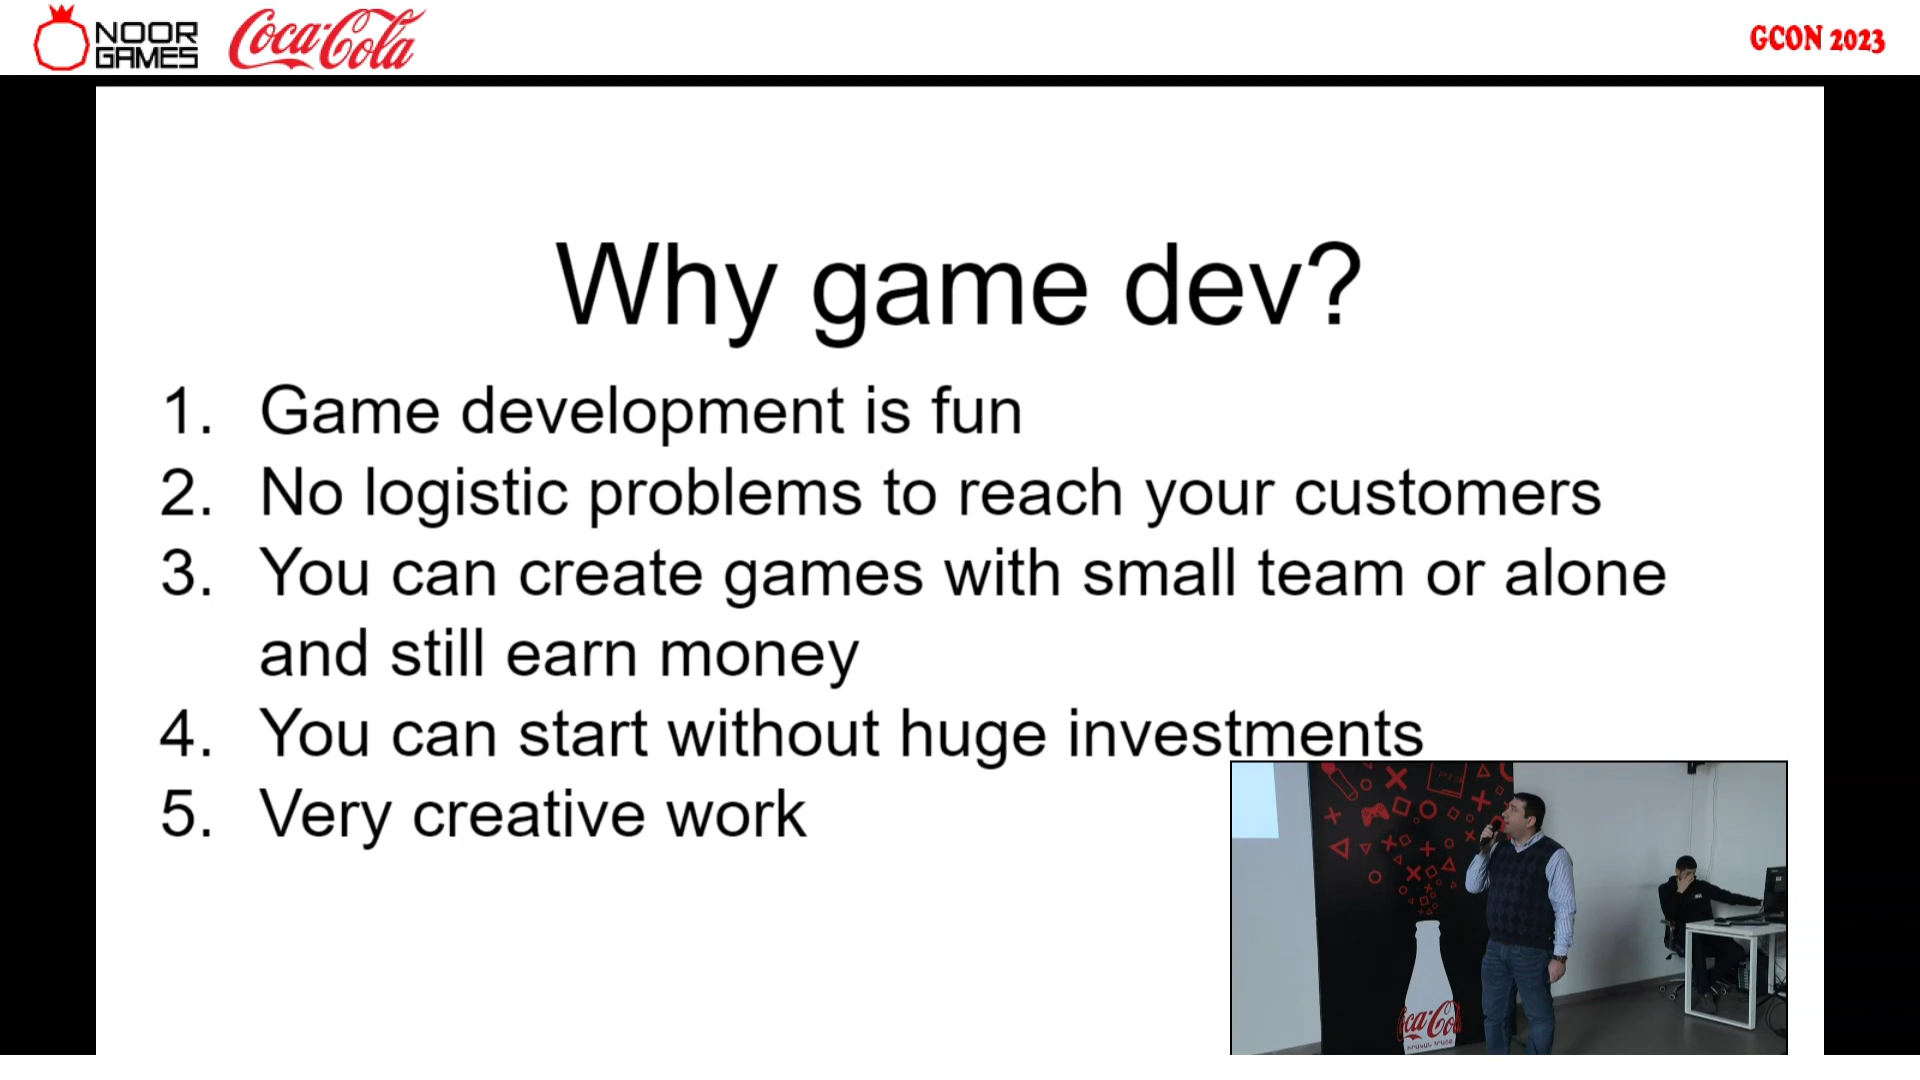 NOOR
GAMES
Coca-Cola
GCON 2023
Why game dev?
1. Game development is fun
2. No logistic problems to reach your customers
3. You can create games with small team or alone
and still earn money
4. You can start without huge investments
5. Very creative work